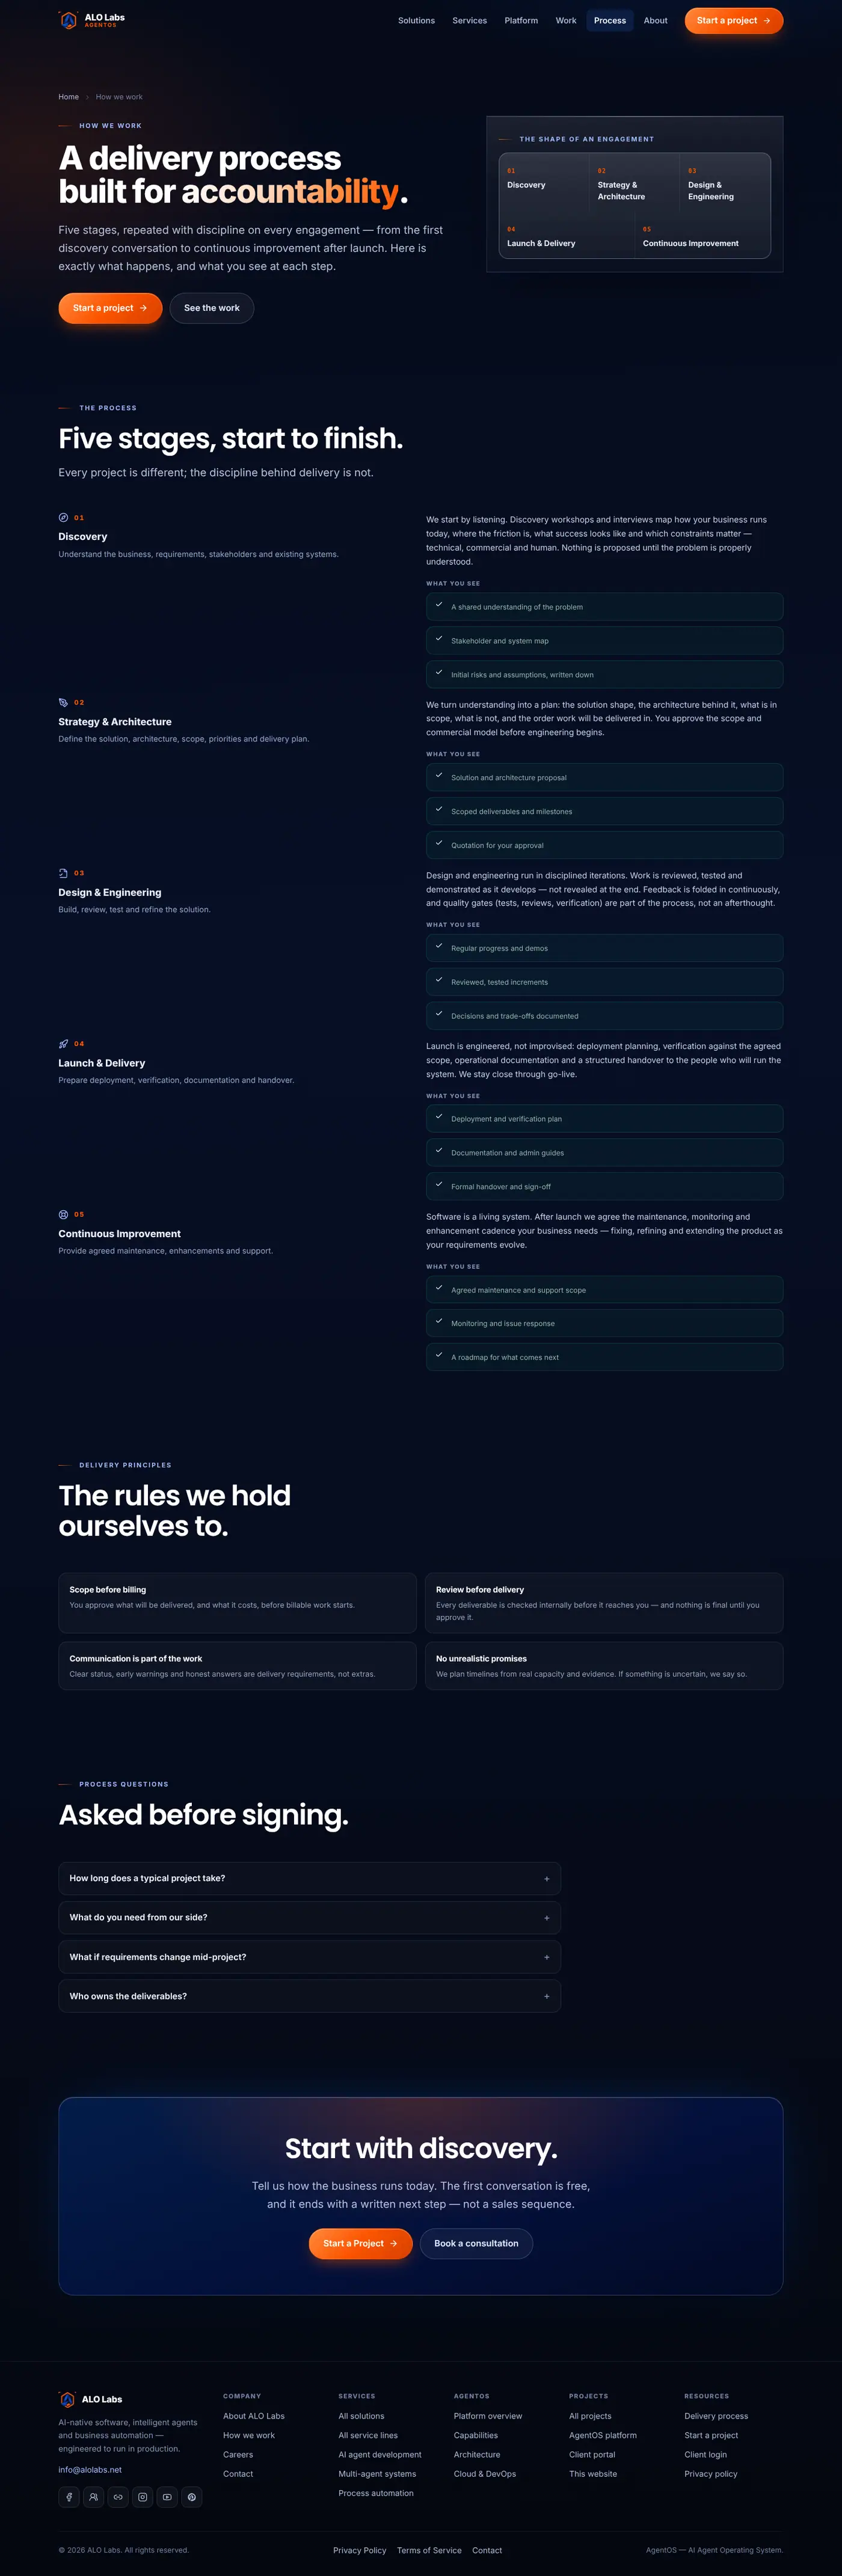 ALO Labs
AGENTOS
Solutions
Services
Platform
Work
Process
About
Start a project
Home
How we work
HOW WE WORK
A delivery process
built for accountability.
Five stages, repeated with discipline on every engagement — from the first
discovery conversation to continuous improvement after launch. Here is
exactly what happens, and what you see at each step.
Start a project
See the work
THE SHAPE OF AN ENGAGEMENT
01
Discovery
02
Strategy &
Architecture
03
Design &
Engineering
04
Launch & Delivery
05
Continuous Improvement
THE PROCESS
Five stages, start to finish.
Every project is different; the discipline behind delivery is not.
01
Discovery
Understand the business, requirements, stakeholders and existing systems.
We start by listening. Discovery workshops and interviews map how your business runs
today, where the friction is, what success looks like and which constraints matter —
technical, commercial and human. Nothing is proposed until the problem is properly
understood.
WHAT YOU SEE
A shared understanding of the problem
Stakeholder and system map
Initial risks and assumptions, written down
02
Strategy & Architecture
Define the solution, architecture, scope, priorities and delivery plan.
We turn understanding into a plan: the solution shape, the architecture behind it, what is in
scope, what is not, and the order work will be delivered in. You approve the scope and
commercial model before engineering begins.
WHAT YOU SEE
Solution and architecture proposal
Scoped deliverables and milestones
Quotation for your approval
03
Design & Engineering
Build, review, test and refine the solution.
Design and engineering run in disciplined iterations. Work is reviewed, tested and
demonstrated as it develops — not revealed at the end. Feedback is folded in continuously,
and quality gates (tests, reviews, verification) are part of the process, not an afterthought.
WHAT YOU SEE
Regular progress and demos
Reviewed, tested increments
Decisions and trade-offs documented
04
Launch & Delivery
Prepare deployment, verification, documentation and handover.
Launch is engineered, not improvised: deployment planning, verification against the agreed
scope, operational documentation and a structured handover to the people who will run the
system. We stay close through go-live.
WHAT YOU SEE
Deployment and verification plan
Documentation and admin guides
Formal handover and sign-off
05
Continuous Improvement
Provide agreed maintenance, enhancements and support.
Software is a living system. After launch we agree the maintenance, monitoring and
enhancement cadence your business needs — fixing, refining and extending the product as
your requirements evolve.
WHAT YOU SEE
Agreed maintenance and support scope
Monitoring and issue response
A roadmap for what comes next
DELIVERY PRINCIPLES
The rules we hold
ourselves to.
Scope before billing
You approve what will be delivered, and what it costs, before billable work starts.
Review before delivery
Every deliverable is checked internally before it reaches you — and nothing is final until you
approve it.
Communication is part of the work
Clear status, early warnings and honest answers are delivery requirements, not extras.
No unrealistic promises
We plan timelines from real capacity and evidence. If something is uncertain, we say so.
PROCESS QUESTIONS
Asked before signing.
How long does a typical project take?
What do you need from our side?
What if requirements change mid-project?
Who owns the deliverables?
Start with discovery.
Tell us how the business runs today. The first conversation is free,
and it ends with a written next step — not a sales sequence.
Start a Project
Book a consultation
ALO Labs
AI-native software, intelligent agents
and business automation —
engineered to run in production.
info@alolabs.net
COMPANY
About ALO Labs
How we work
Careers
Contact
SERVICES
All solutions
All service lines
AI agent development
Multi-agent systems
Process automation
AGENTOS
Platform overview
Capabilities
Architecture
Cloud & DevOps
PROJECTS
All projects
AgentOS platform
Client portal
This website
RESOURCES
Delivery process
Start a project
Client login
Privacy policy
© 2026 ALO Labs. All rights reserved.
Privacy Policy
Terms of Service
Contact
AgentOS — AI Agent Operating System.